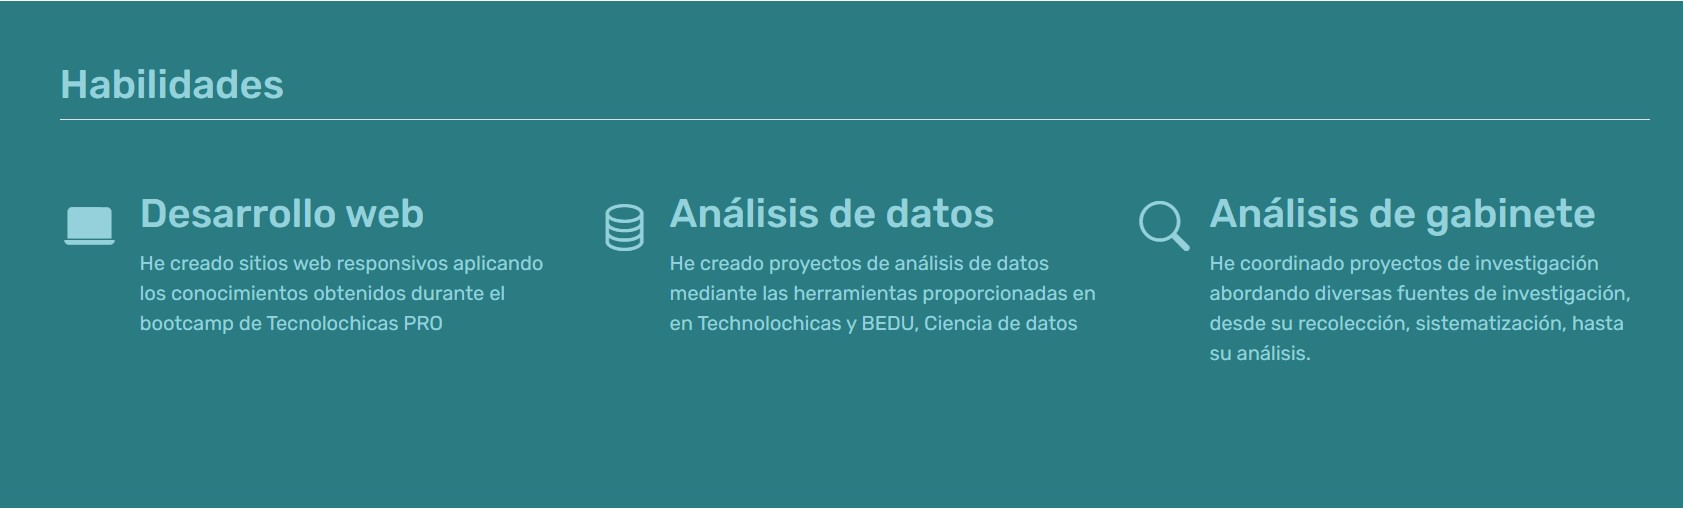 Habilidades
Desarrollo web
He creado sitios web responsivos aplicando
los conocimientos obtenidos durante el
bootcamp de Tecnolochicas PRO
Análisis de datos
He creado proyectos de análisis de datos
mediante las herramientas proporcionadas en
en Technolochicas y BEDU, Ciencia de datos
Análisis de gabinete
He coordinado proyectos de investigación
abordando diversas fuentes de investigación,
desde su recolección, sistematización, hasta
su análisis.